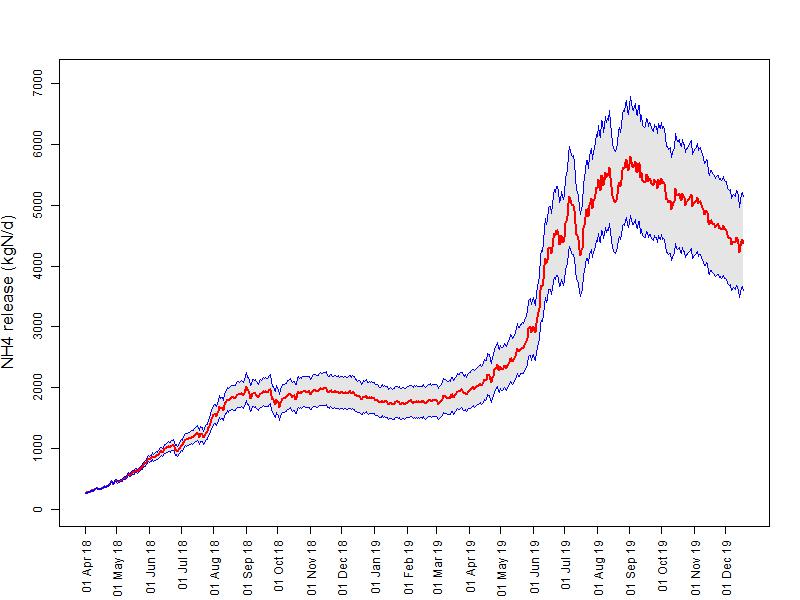 NH4 release (kgN/d)
7000
6000
5000
4000
3000
2000
1000
0
01 Apr 18
01 May 18
01 Jun 18
01 Jul 18
01 Aug 18
01 Sep 18
01 Oct 18
01 Nov 18
01 Dec 18
01 Jan 19
01 Feb 19
01 Mar 19
01 Apr 19
01 May 19
01 Jun 19
01 Jul 19
01 Aug 19
01 Sep 19
01 Oct 19
01 Nov 19
01 Dec 19